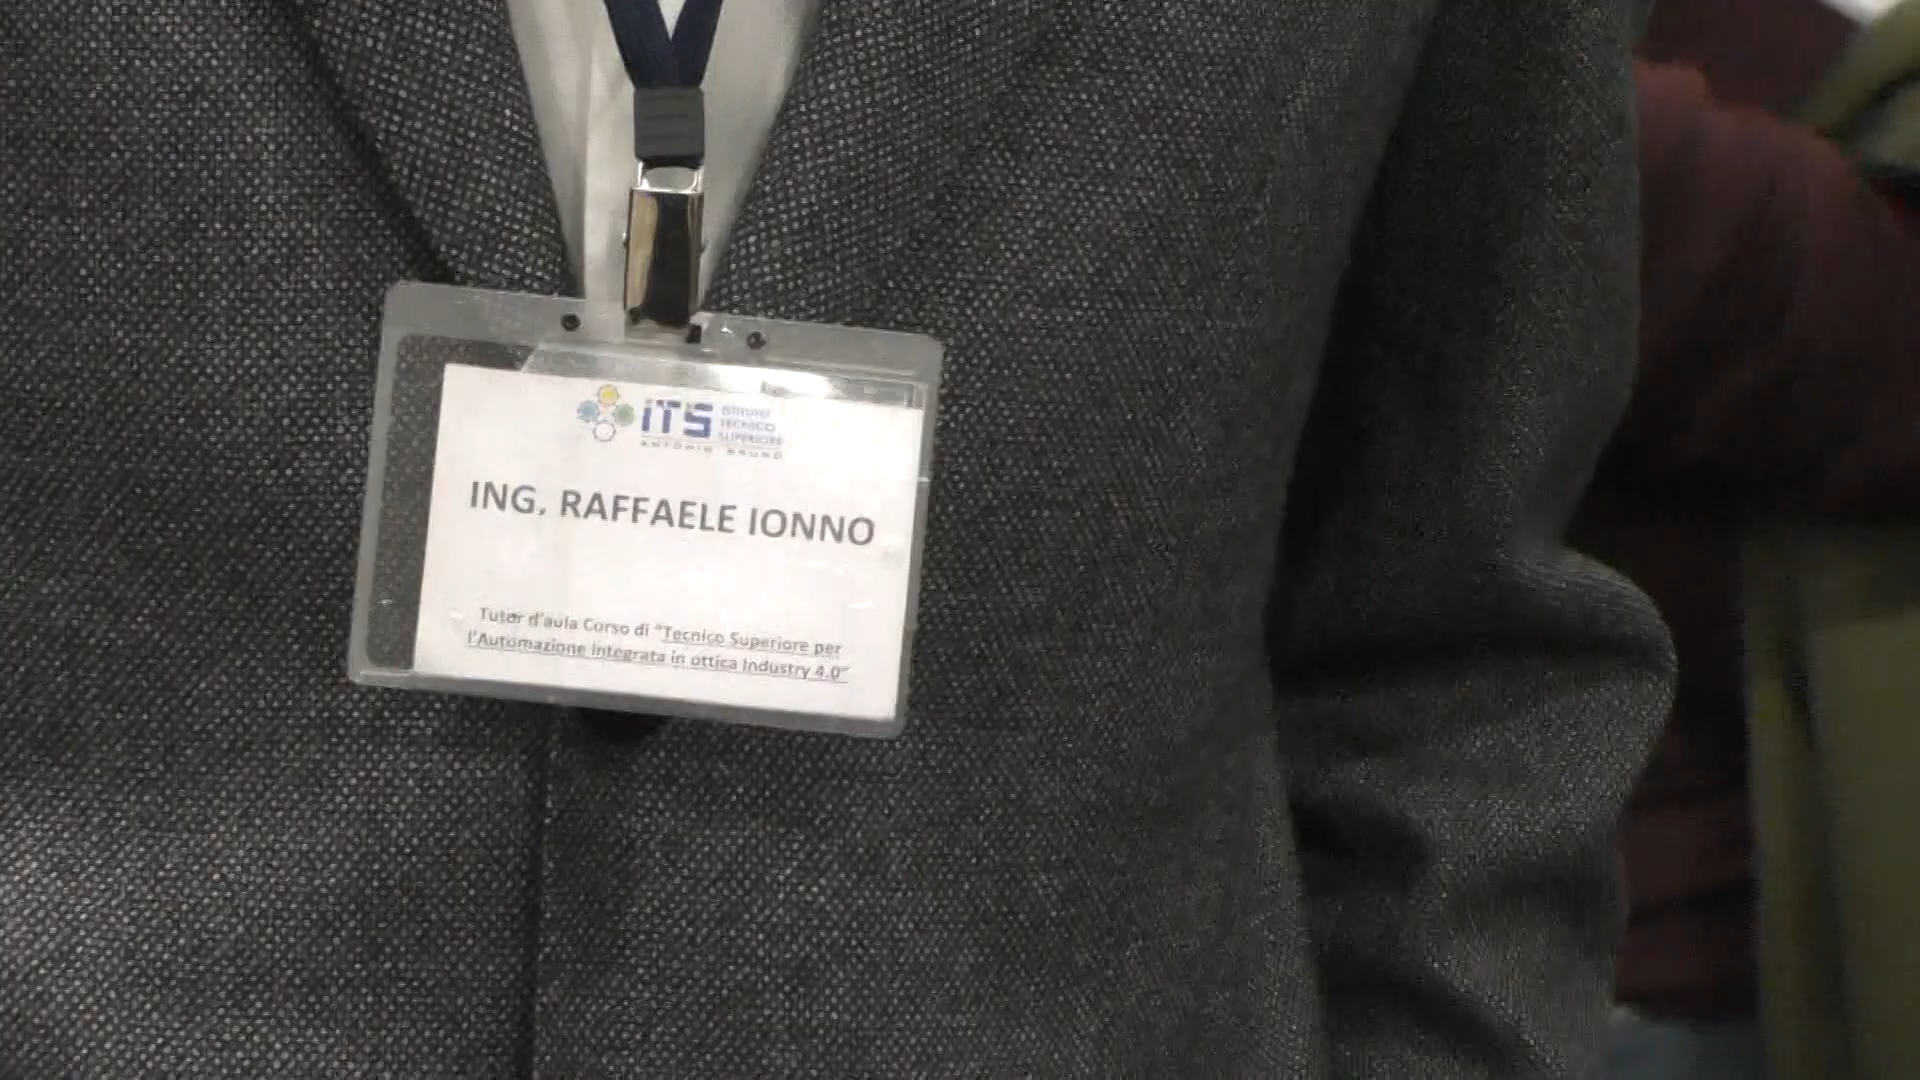 iTS
ISTITUTO
TECNICO
SUPERIORE
ANTONIO BRUNO
ING. RAFFAELE IONNO
Tutor d'aula Corso di "Tecnico Superiore per
l'Automazione integrata in ottica Industry 4.0"